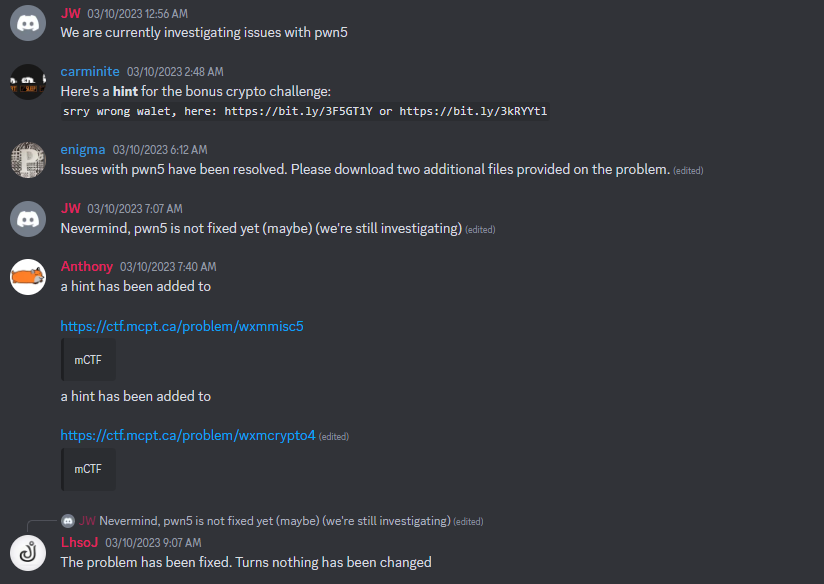 JW 03/10/2023 12:56 AM
We are currently investigating issues with pwn5
carminite 03/10/2023 2:48 AM
Here's a hint for the bonus crypto challenge:
srry wrong walet, here: https://bit.ly/3F5GT1Y or https://bit.ly/3kRYYtl
enigma 03/10/2023 6:12 AM
Issues with pwn5 have been resolved. Please download two additional files provided on the problem. (edited)
JW 03/10/2023 7:07 AM
Nevermind, pwn5 is not fixed yet (maybe) (we're still investigating) (edited)
Anthony 03/10/2023 7:40 AM
a hint has been added to
https://ctf.mcpt.ca/problem/wxmmisc5
mCTF
a hint has been added to
https://ctf.mcpt.ca/problem/wxmcrypto4 (edited)
mCTF
JW Nevermind, pwn5 is not fixed yet (maybe) (we're still investigating) (edited)
LhsoJ 03/10/2023 9:07 AM
The problem has been fixed. Turns nothing has been changed